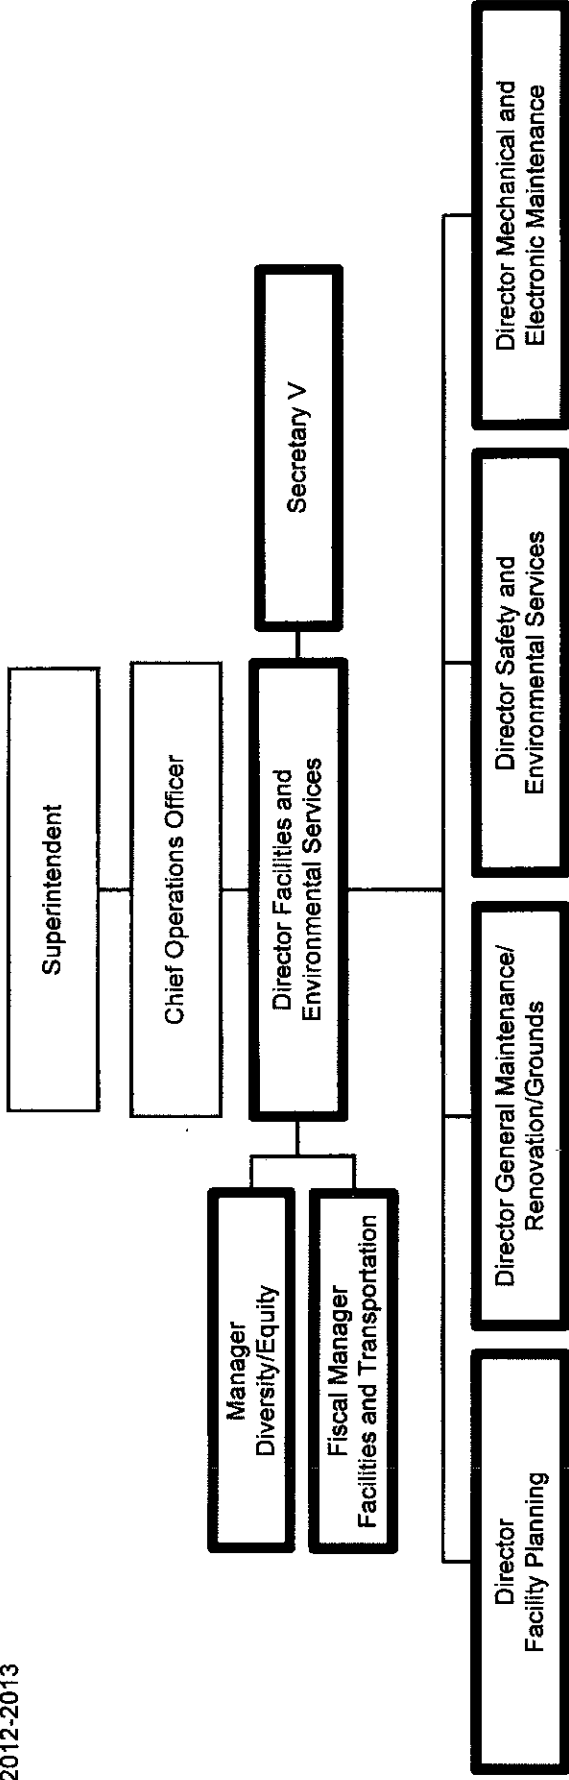 2012-2013
Superintendent
Chief Operations Officer
Director Facilities and
Environmental Services
Secretary V
Manager
Diversity/Equity
Fiscal Manager
Facilities and Transportation
Director
Facility Planning
Director General Maintenance/
Renovation/Grounds
Director Safety and
Environmental Services
Director Mechanical and
Electronic Maintenance